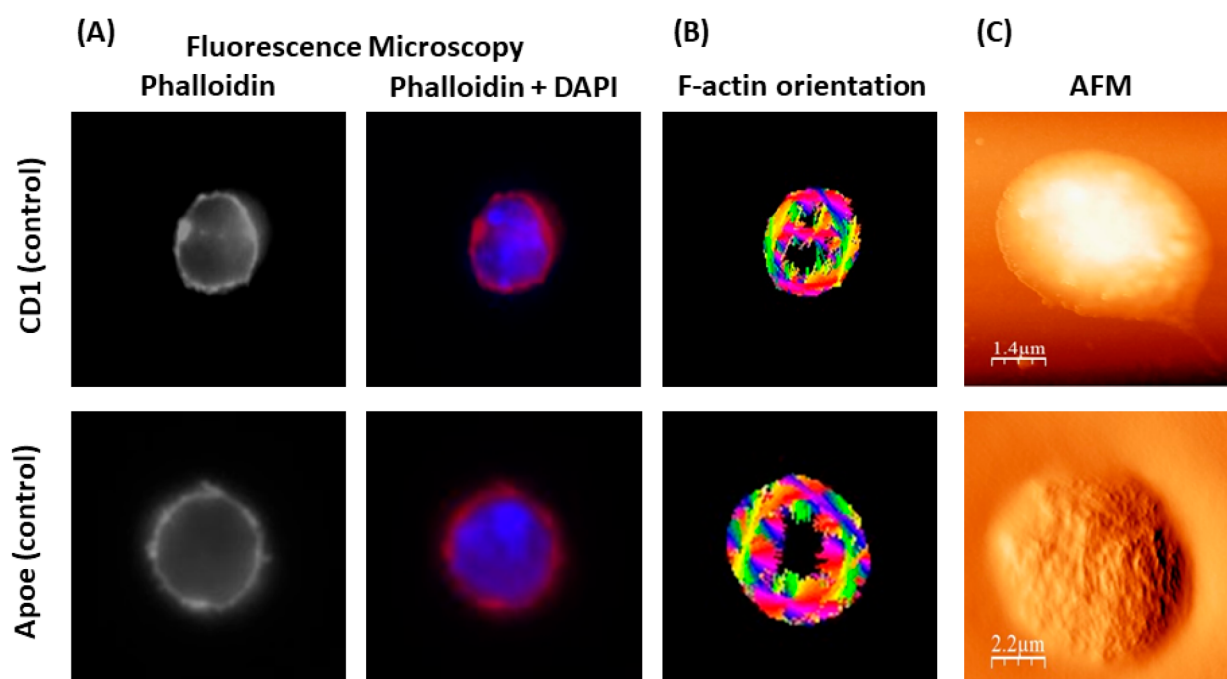 (A)
Fluorescence Microscopy
Phalloidin
Phalloidin + DAPI
(B)
F-actin orientation
(C)
AFM
CD1 (control)
1.4µm
Apoe (control)
2.2µm